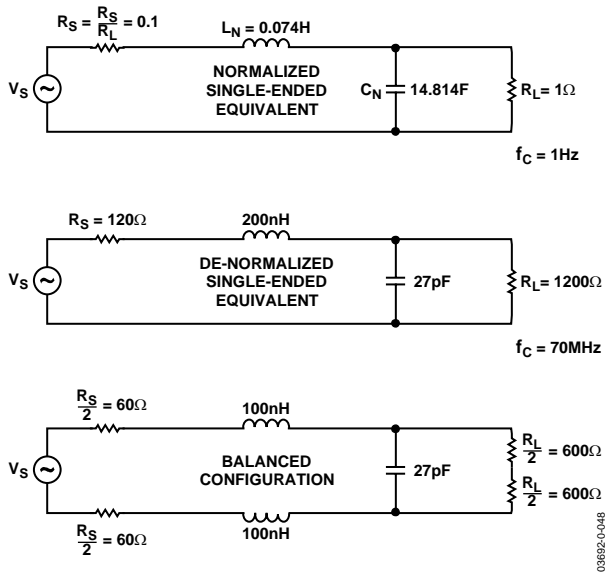 R_S = R_S/R_L = 0.1
L_N = 0.074H
V_S
NORMALIZED
SINGLE-ENDED
EQUIVALENT
C_N
14.814F
R_L= 1Ω
f_C = 1Hz
R_S = 120Ω
200nH
V_S
DE-NORMALIZED
SINGLE-ENDED
EQUIVALENT
27pF
R_L= 1200Ω
f_C = 70MHz
R_S/2 = 60Ω
100nH
V_S
BALANCED
CONFIGURATION
27pF
R_L/2 = 600Ω
R_L/2 = 600Ω
R_S/2 = 60Ω
100nH
03692-0-048